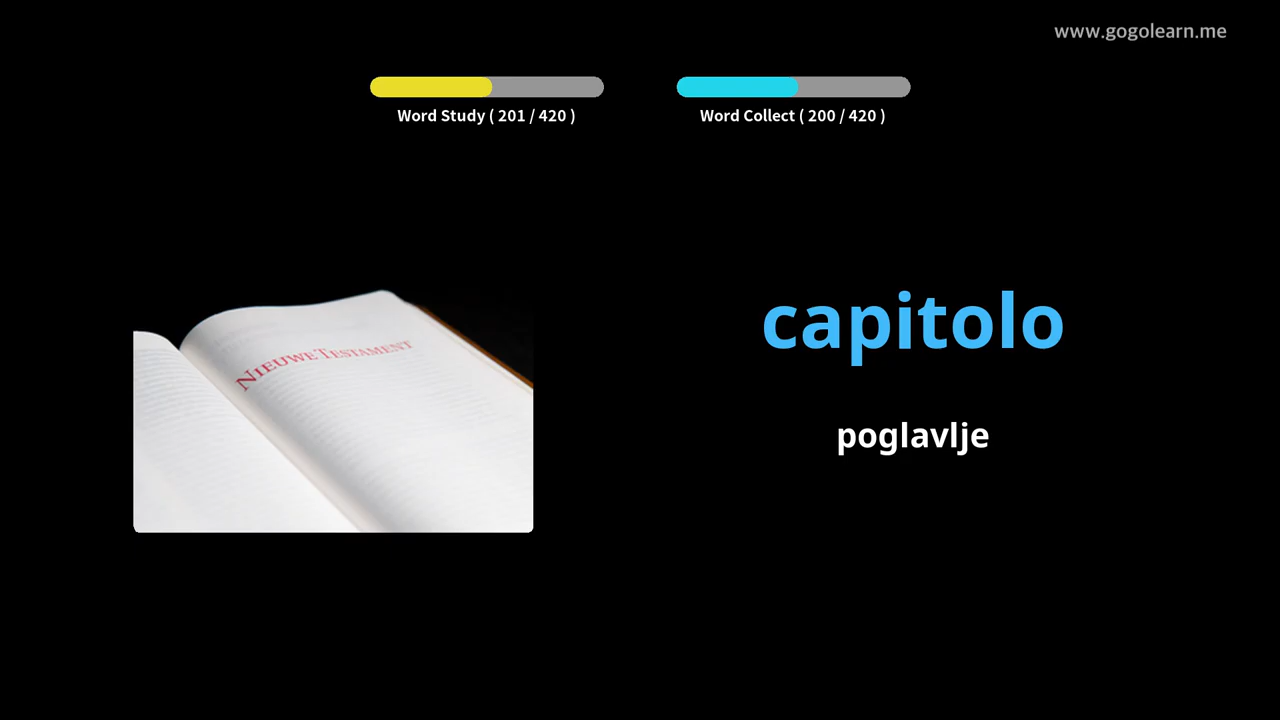 www.gogolearn.me
Word Study ( 201 / 420 )
Word Collect ( 200 / 420 )
NIEUWE TESTAMENT
capitolo
poglavlje